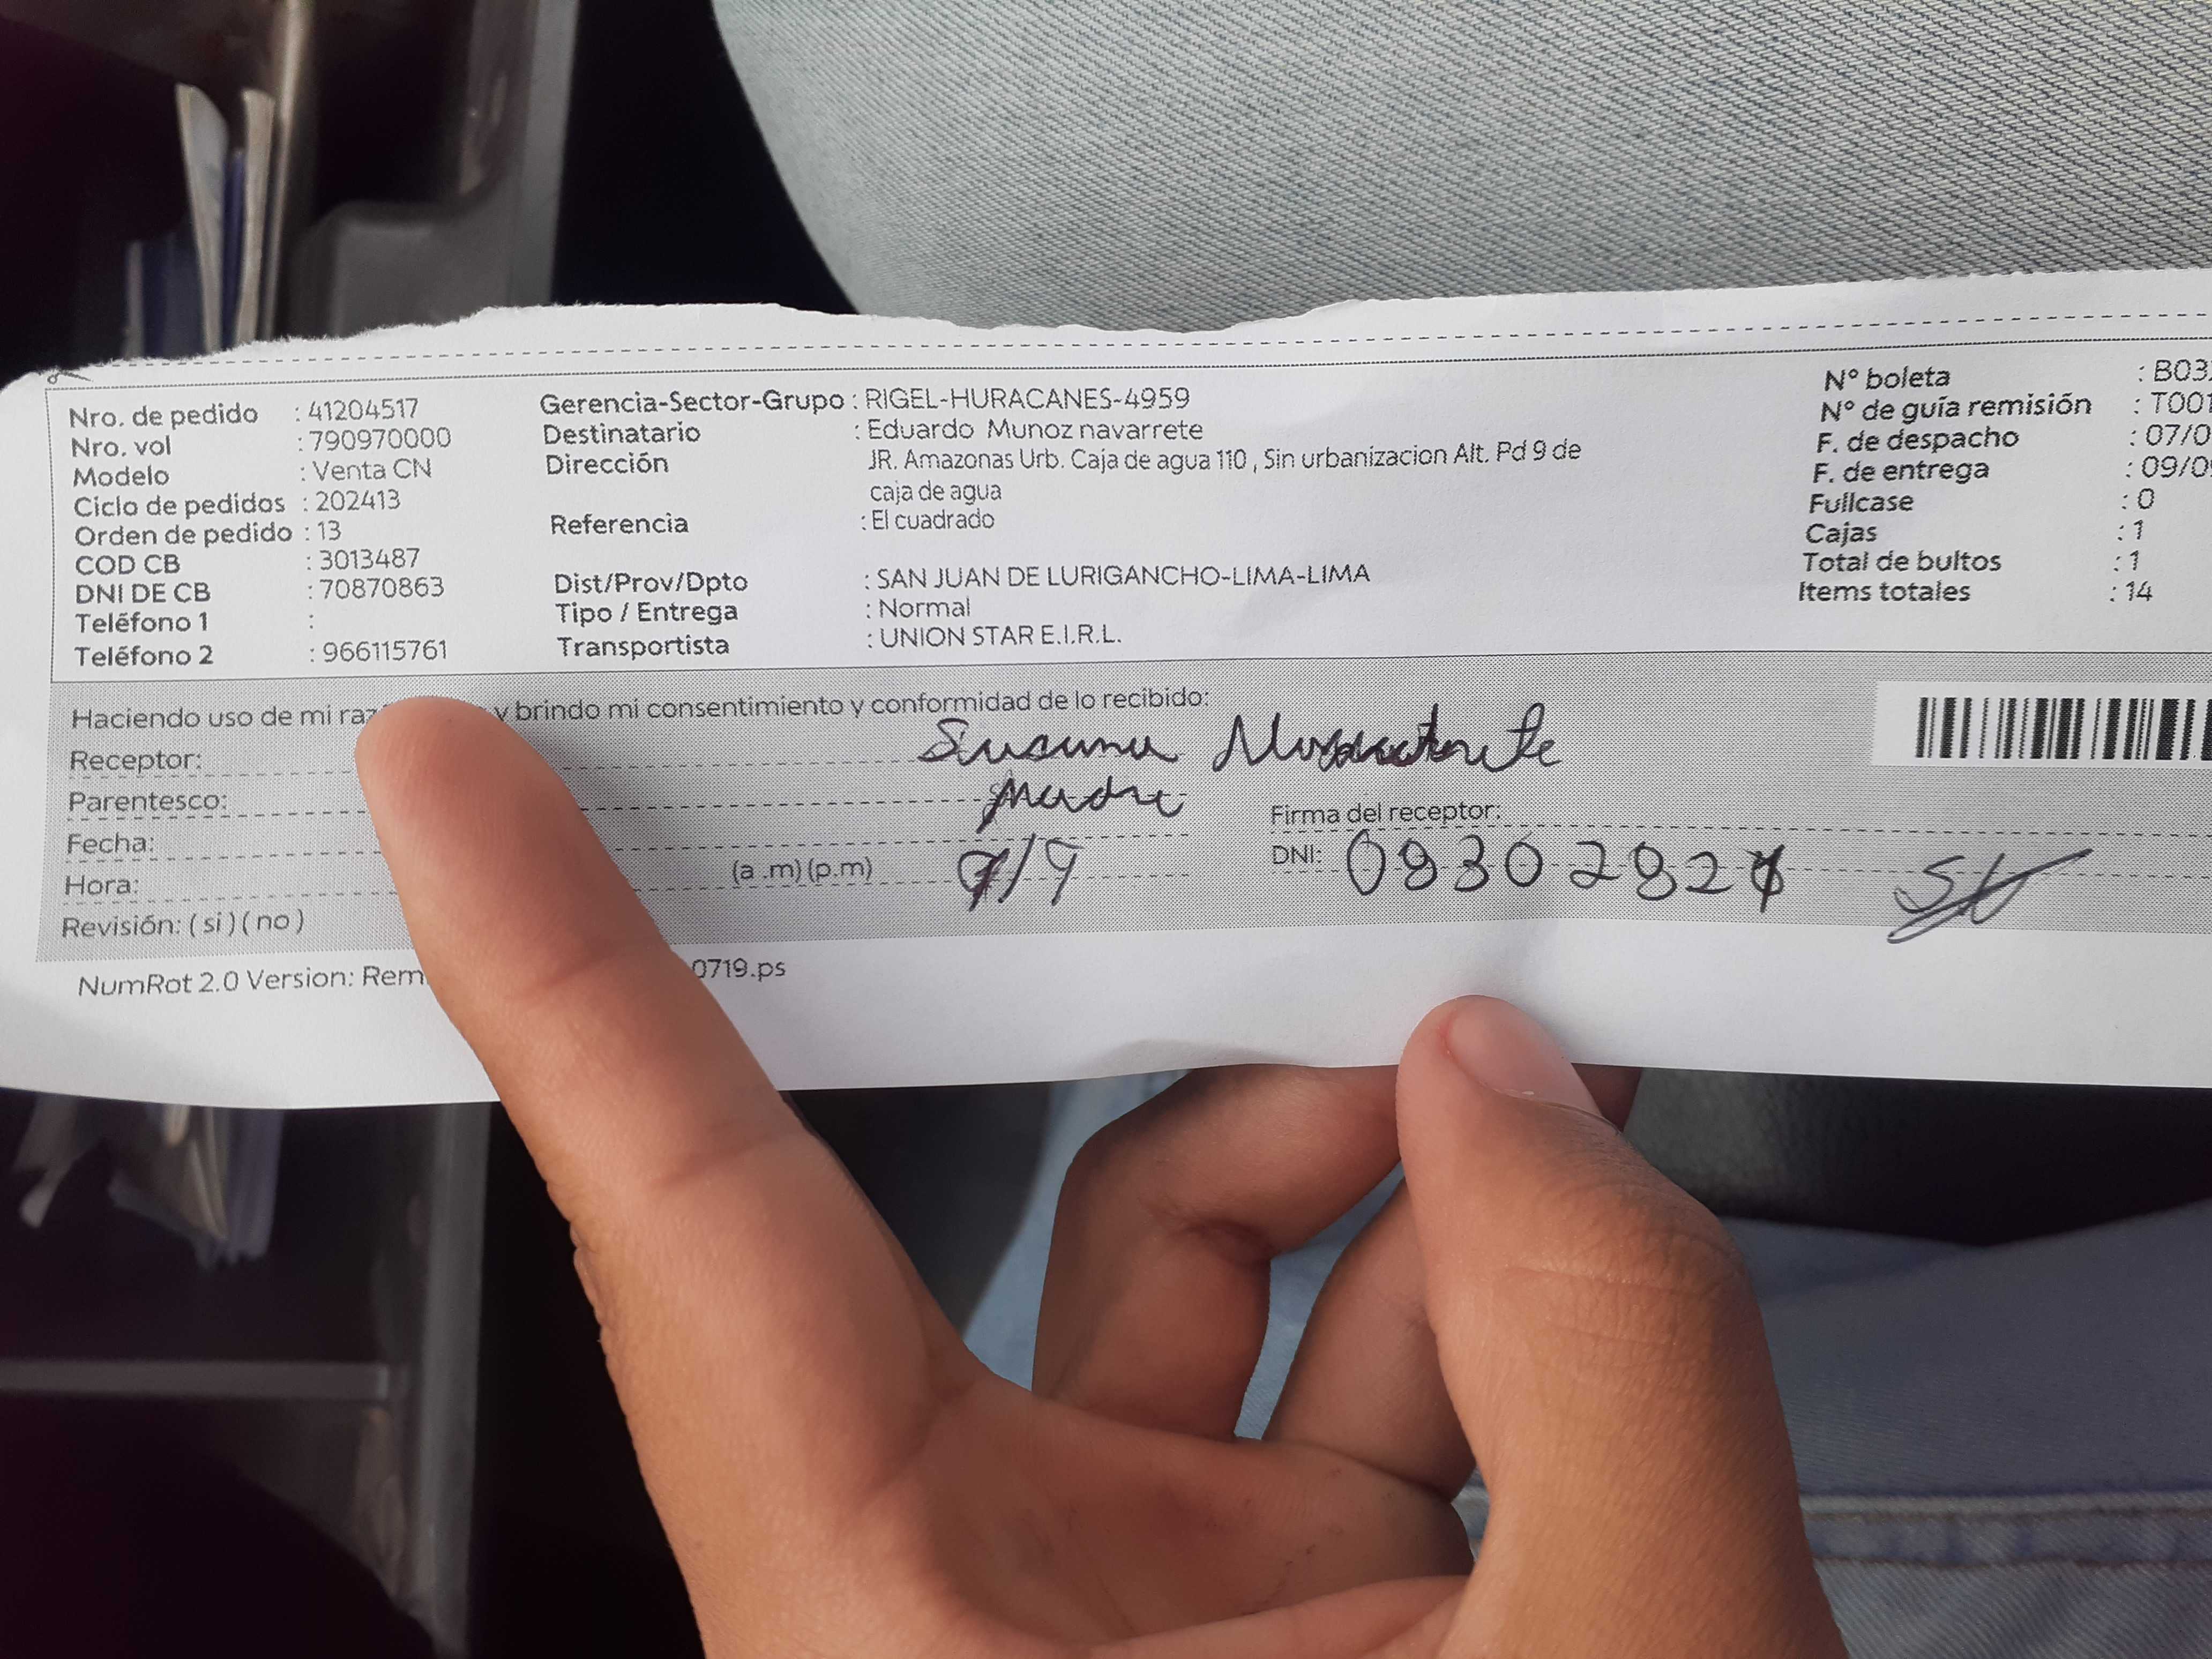 Nro. de pedido : 41204517
Nro. vol : 790970000
Modelo : Venta CN
Ciclo de pedidos : 202413
Orden de pedido : 13
COD CB : 3013487
DNI DE CB : 70870863
Teléfono 1 :
Teléfono 2 : 966115761
Gerencia-Sector-Grupo : RIGEL-HURACANES-4959
Destinatario : Eduardo Munoz navarrete
Dirección JR. Amazonas Urb. Caja de agua 110 , Sin urbanizacion Alt. Pd 9 de
caja de agua
Referencia : El cuadrado
Dist/Prov/Dpto : SAN JUAN DE LURIGANCHO-LIMA-LIMA
Tipo / Entrega : Normal
Transportista : UNION STAR E.I.R.L.
N° boleta : B03
N° de guía remisión : T001
F. de despacho : 07/0
F. de entrega : 09/0
Fullcase : 0
Cajas : 1
Total de bultos : 1
Items totales : 14
Haciendo uso de mi y brindo mi consentimiento y conformidad de lo recibido:
Receptor: Susana
Parentesco: Madre
Fecha:
Firma del receptor:
Hora: (a .m) (p.m)
DNI:
Revisión: ( si ) ( no )
NumRot 2.0 Version: Rem 0719.ps